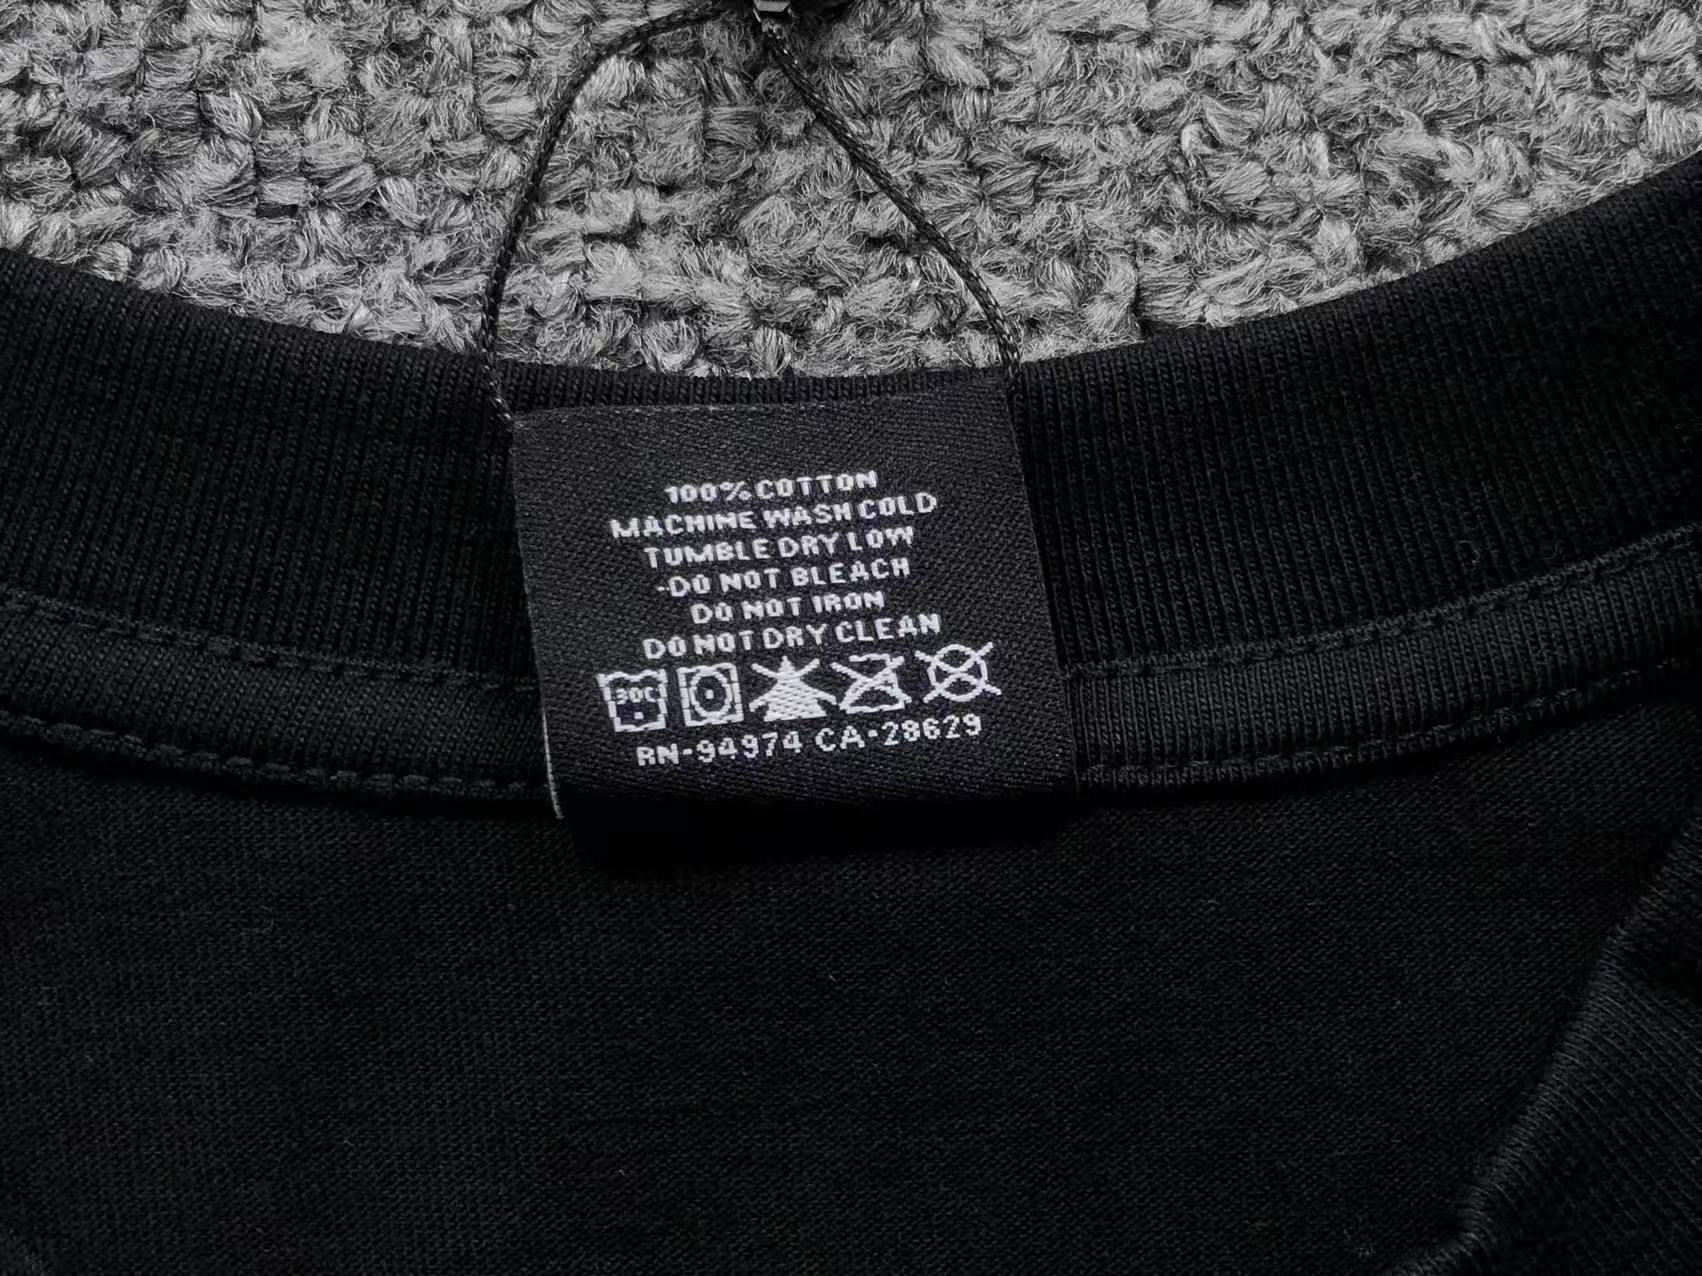 100% COTTON
MACHINE WASH COLD
TUMBLE DRY LOW
-DO NOT BLEACH
DO NOT IRON
DO NOT DRY CLEAN
30C
RN-94974 CA-28629